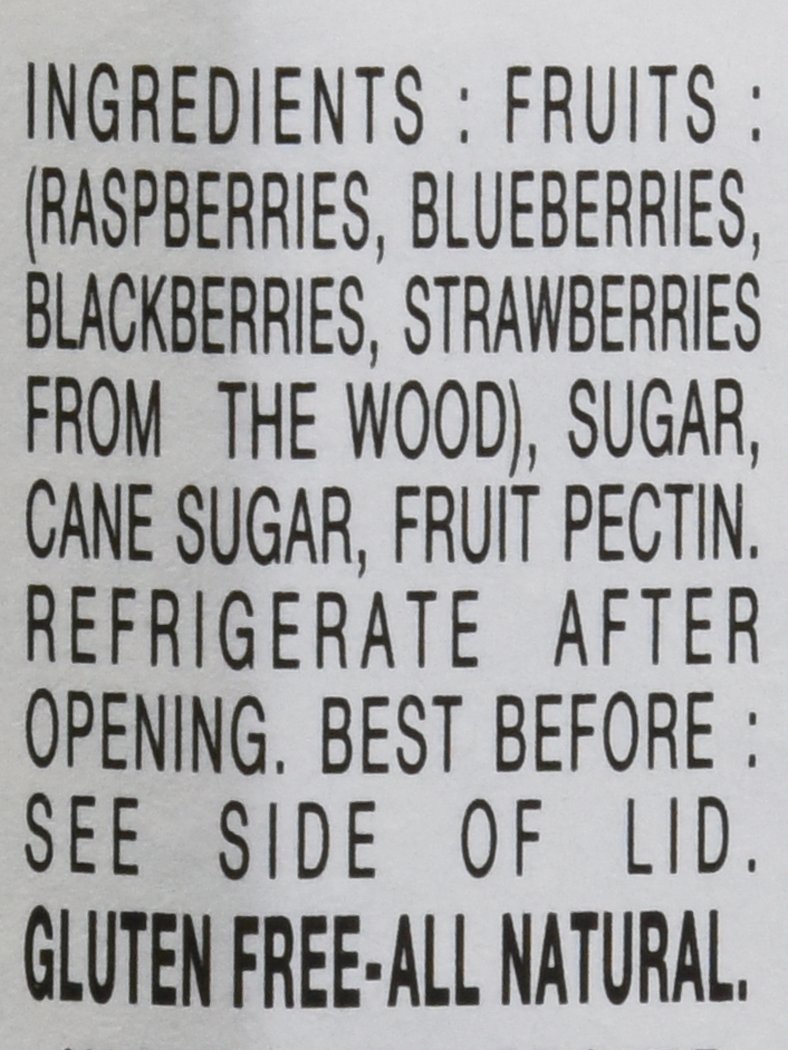 INGREDIENTS : FRUITS :
(RASPBERRIES, BLUEBERRIES,
BLACKBERRIES, STRAWBERRIES
FROM THE WOOD), SUGAR,
CANE SUGAR, FRUIT PECTIN.
REFRIGERATE AFTER
OPENING. BEST BEFORE :
SEE SIDE OF LID.
GLUTEN FREE-ALL NATURAL.